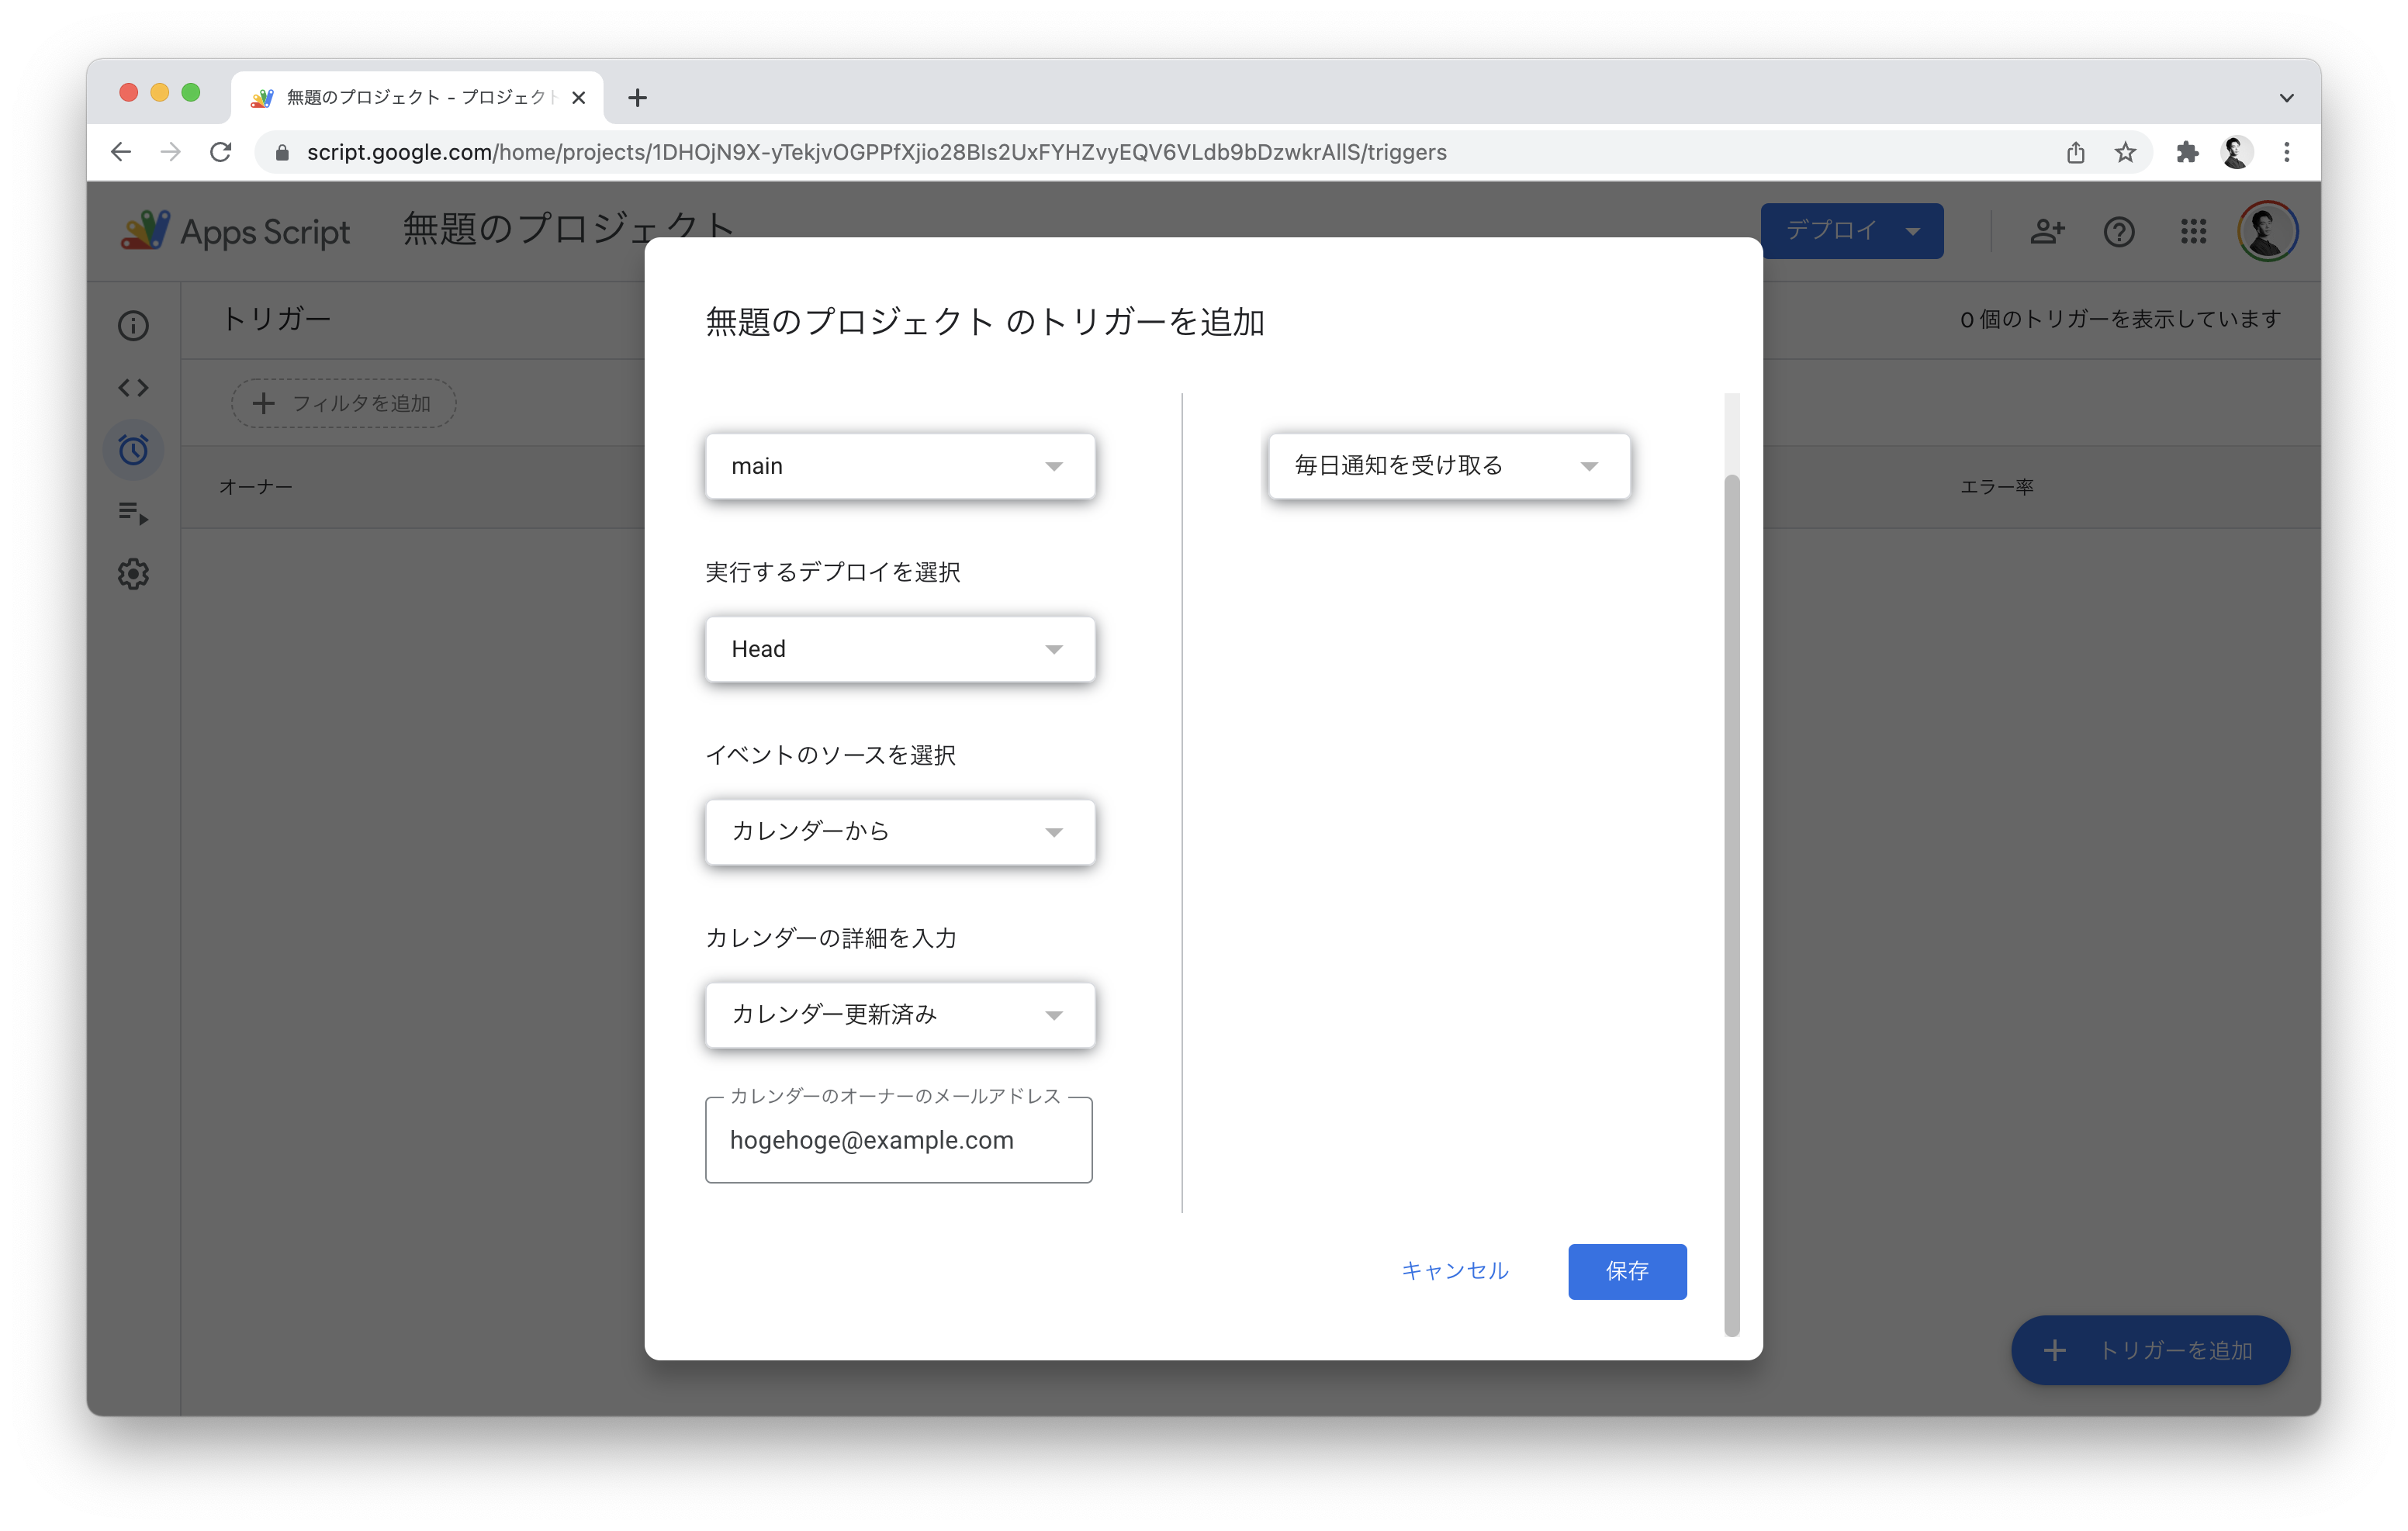 無題のプロジェクト - プロジェクト
script.google.com/home/projects/1DHOjN9X-yTekjvOGPPfXjio28BIs2UxFYHZvyEQV6VLdb9bDzwkrAllS/triggers
Apps Script 無題のプロジェクト デプロイ
トリガー
0 個のトリガーを表示しています
フィルタを追加
オーナー
エラー率
無題のプロジェクト のトリガーを追加
main
毎日通知を受け取る
実行するデプロイを選択
Head
イベントのソースを選択
カレンダーから
カレンダーの詳細を入力
カレンダー更新済み
カレンダーのオーナーのメールアドレス
hogehoge@example.com
キャンセル 保存
トリガーを追加